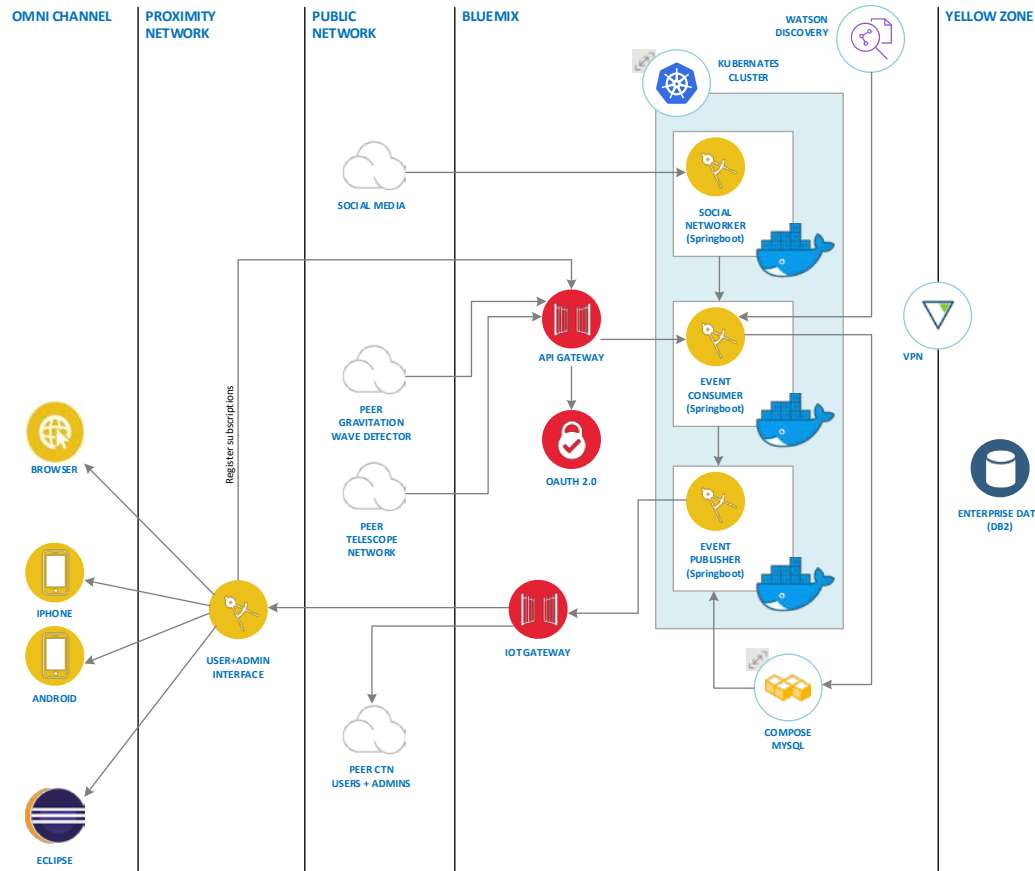 OMNI CHANNEL
PROXIMITY
NETWORK
PUBLIC
NETWORK
BLUEMIX
YELLOW ZONE
WATSON
DISCOVERY
KUBERNATES
CLUSTER
SOCIAL MEDIA
SOCIAL
NETWORKER
(Springboot)
API GATEWAY
EVENT
CONSUMER
(Springboot)
VPN
PEER
GRAVITATION
WAVE DETECTOR
Register subscriptions
BROWSER
OAUTH 2.0
PEER
TELESCOPE
NETWORK
EVENT
PUBLISHER
(Springboot)
ENTERPRISE DAT
(DB2)
IPHONE
IOT GATEWAY
USER+ADMIN
INTERFACE
ANDROID
COMPOSE
MYSQL
PEER CTN
USERS + ADMINS
ECLIPSE